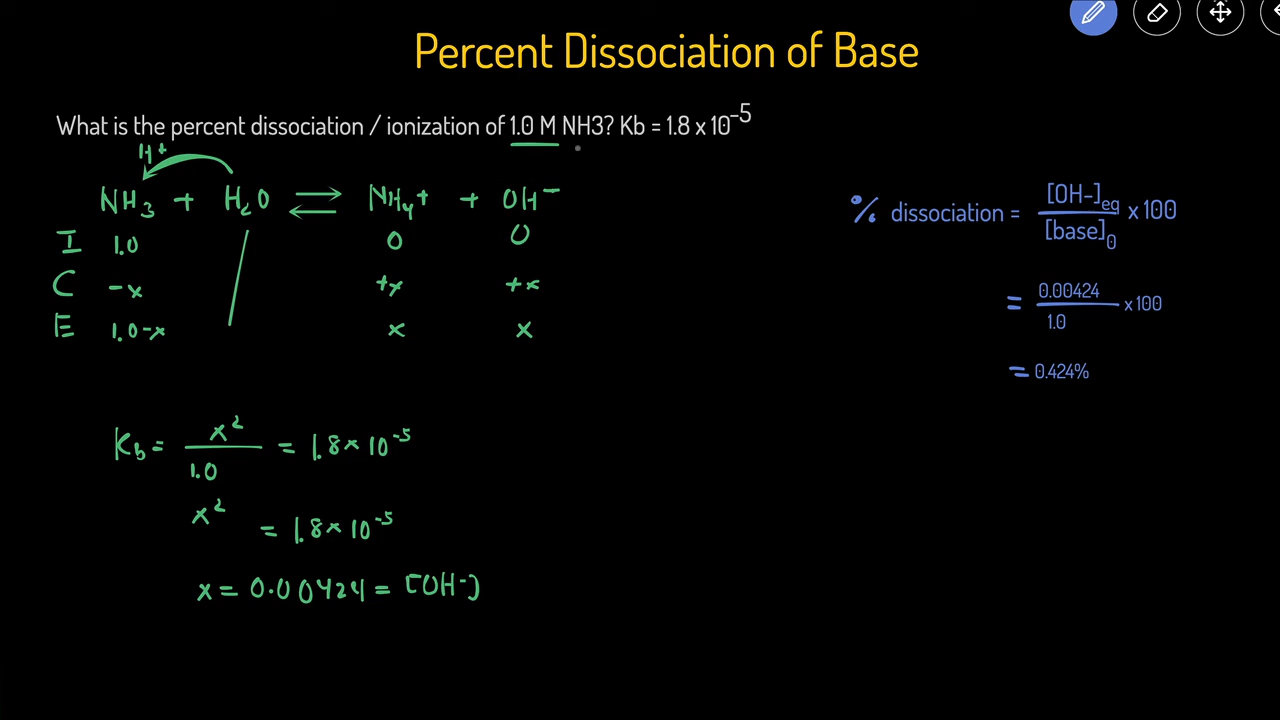 Percent Dissociation of Base
What is the percent dissociation / ionization of 1.0 M NH3? Kb = 1.8 x 10⁻⁵
H+
NH₃ + H₂O ⇌ NH₄+ + OH⁻
I 1.0 0 0
C -x +x +x
E 1.0-x x x
% dissociation = [OH-]eq / [base]₀ x 100
= 0.00424 / 1.0 x 100
= 0.424%
Kb = x² / 1.0 = 1.8 × 10⁻⁵
x² = 1.8 × 10⁻⁵
x = 0.00424 = [OH-]